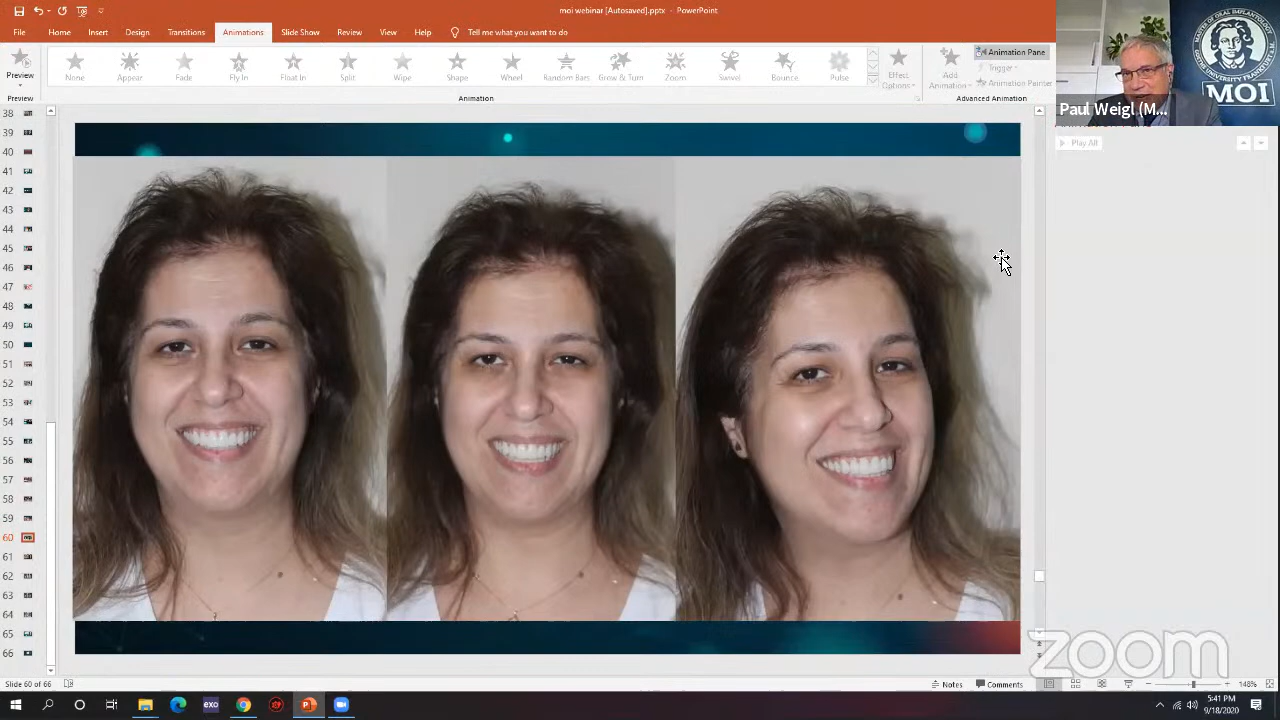 moi webinar [Autosaved].pptx - PowerPoint
File Home Insert Design Transitions Animations Slide Show Review View Help Tell me what you want to do
Preview None Appear Fade Fly In Float In Split Wipe Shape Wheel Random Bars Grow & Turn Zoom Swivel Bounce Pulse Effect Options Add Animation Animation Pane
Trigger
Animation Painter
Preview Animation Advanced Animation
MOI
Paul Weigl (M...
Play All
39
40
41
42
43
44
45
46
47
48
49
50
51
52
53
54
55
56
57
58
59
60
61
62
63
64
65
66
zoom
Slide 60 of 66 Notes Comments 148%
exo
5:41 PM
9/18/2020